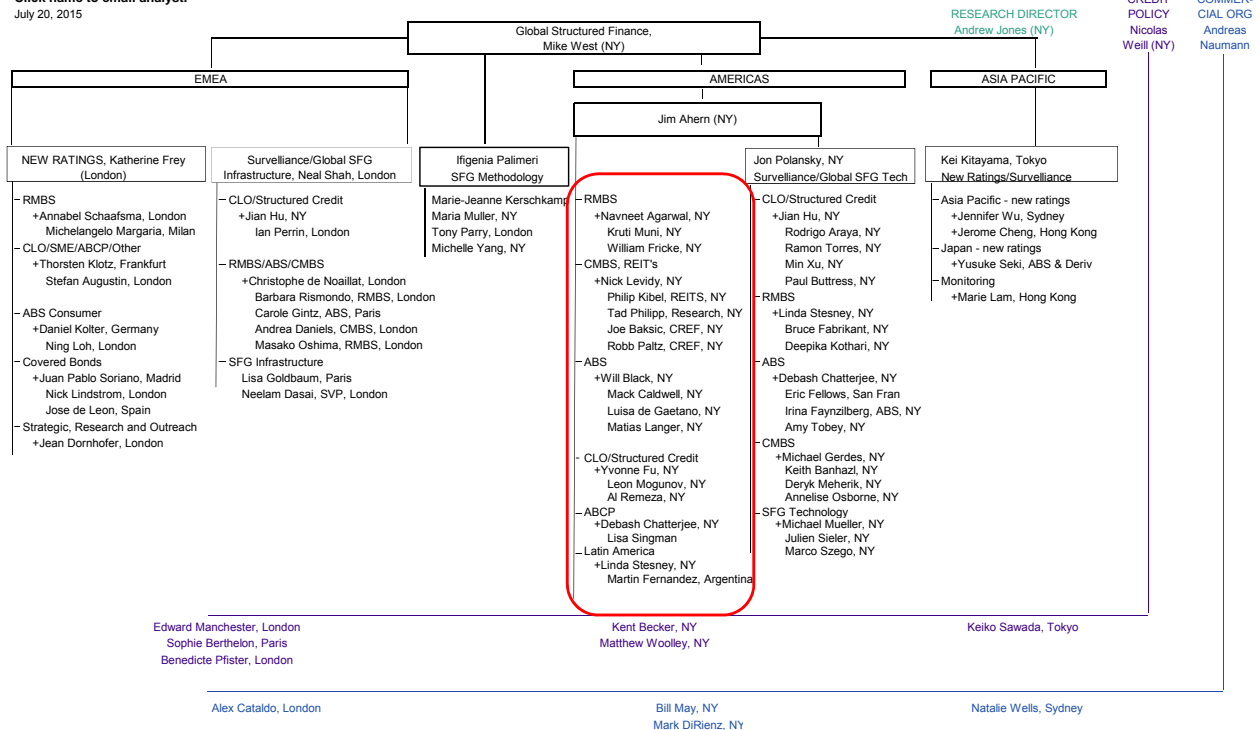 Click name to email analyst.
July 20, 2015
RESEARCH DIRECTOR
Andrew Jones (NY)
CREDIT
POLICY
Nicolas
Weill (NY)
COMMER-
CIAL ORG
Andreas
Naumann
Global Structured Finance,
Mike West (NY)
EMEA
AMERICAS
ASIA PACIFIC
Jim Ahern (NY)
NEW RATINGS, Katherine Frey
(London)
RMBS
+Annabel Schaafsma, London
Michelangelo Margaria, Milan
CLO/SME/ABCP/Other
+Thorsten Klotz, Frankfurt
Stefan Augustin, London
ABS Consumer
+Daniel Kolter, Germany
Ning Loh, London
Covered Bonds
+Juan Pablo Soriano, Madrid
Nick Lindstrom, London
Jose de Leon, Spain
Strategic, Research and Outreach
+Jean Dornhofer, London
Survelliance/Global SFG
Infrastructure, Neal Shah, London
CLO/Structured Credit
+Jian Hu, NY
Ian Perrin, London
RMBS/ABS/CMBS
+Christophe de Noaillat, London
Barbara Rismondo, RMBS, London
Carole Gintz, ABS, Paris
Andrea Daniels, CMBS, London
Masako Oshima, RMBS, London
SFG Infrastructure
Lisa Goldbaum, Paris
Neelam Dasai, SVP, London
Ifigenia Palimeri
SFG Methodology
Marie-Jeanne Kerschkamp
Maria Muller, NY
Tony Parry, London
Michelle Yang, NY
RMBS
+Navneet Agarwal, NY
Kruti Muni, NY
William Fricke, NY
CMBS, REIT's
+Nick Levidy, NY
Philip Kibel, REITS, NY
Tad Philipp, Research, NY
Joe Baksic, CREF, NY
Robb Paltz, CREF, NY
ABS
+Will Black, NY
Mack Caldwell, NY
Luisa de Gaetano, NY
Matias Langer, NY
CLO/Structured Credit
+Yvonne Fu, NY
Leon Mogunov, NY
Al Remeza, NY
ABCP
+Debash Chatterjee, NY
Lisa Singman
Latin America
+Linda Stesney, NY
Martin Fernandez, Argentina
Jon Polansky, NY
Surveillance/Global SFG Tech
CLO/Structured Credit
+Jian Hu, NY
Rodrigo Araya, NY
Ramon Torres, NY
Min Xu, NY
Paul Buttress, NY
RMBS
+Linda Stesney, NY
Bruce Fabrikant, NY
Deepika Kothari, NY
ABS
+Debash Chatterjee, NY
Eric Fellows, San Fran
Irina Faynzilberg, ABS, NY
Amy Tobey, NY
CMBS
+Michael Gerdes, NY
Keith Banhazl, NY
Deryk Meherik, NY
Annelise Osborne, NY
SFG Technology
+Michael Mueller, NY
Julien Sieler, NY
Marco Szego, NY
Kei Kitayama, Tokyo
New Ratings/Survelliance
Asia Pacific - new ratings
+Jennifer Wu, Sydney
+Jerome Cheng, Hong Kong
Japan - new ratings
+Yusuke Seki, ABS & Deriv
Monitoring
+Marie Lam, Hong Kong
Edward Manchester, London
Sophie Berthelon, Paris
Benedicte Pfister, London
Kent Becker, NY
Matthew Woolley, NY
Keiko Sawada, Tokyo
Alex Cataldo, London
Bill May, NY
Mark DiRienz, NY
Natalie Wells, Sydney